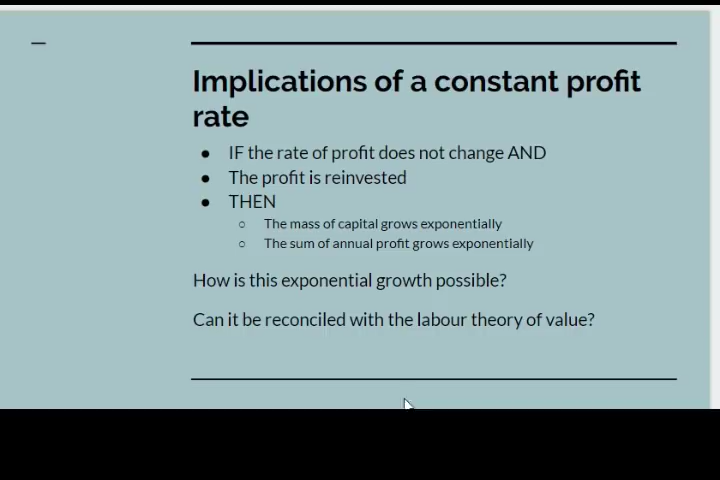 Implications of a constant profit
rate
● IF the rate of profit does not change AND
● The profit is reinvested
● THEN
○ The mass of capital grows exponentially
○ The sum of annual profit grows exponentially
How is this exponential growth possible?
Can it be reconciled with the labour theory of value?